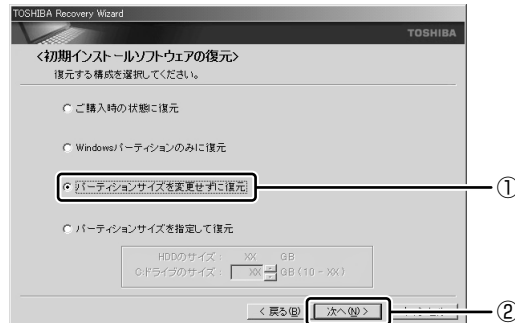 TOSHIBA Recovery Wizard
TOSHIBA
<初期インストールソフトウェアの復元>
復元する構成を選択してください。
ご購入時の状態に復元
Windowsパーティションのみに復元
パーティションサイズを変更せずに復元
①
パーティションサイズを指定して復元
HDDのサイズ: XX GB
C:ドライブのサイズ: XX GB (10 - XX)
< 戻る(B) 次へ(N) >
②